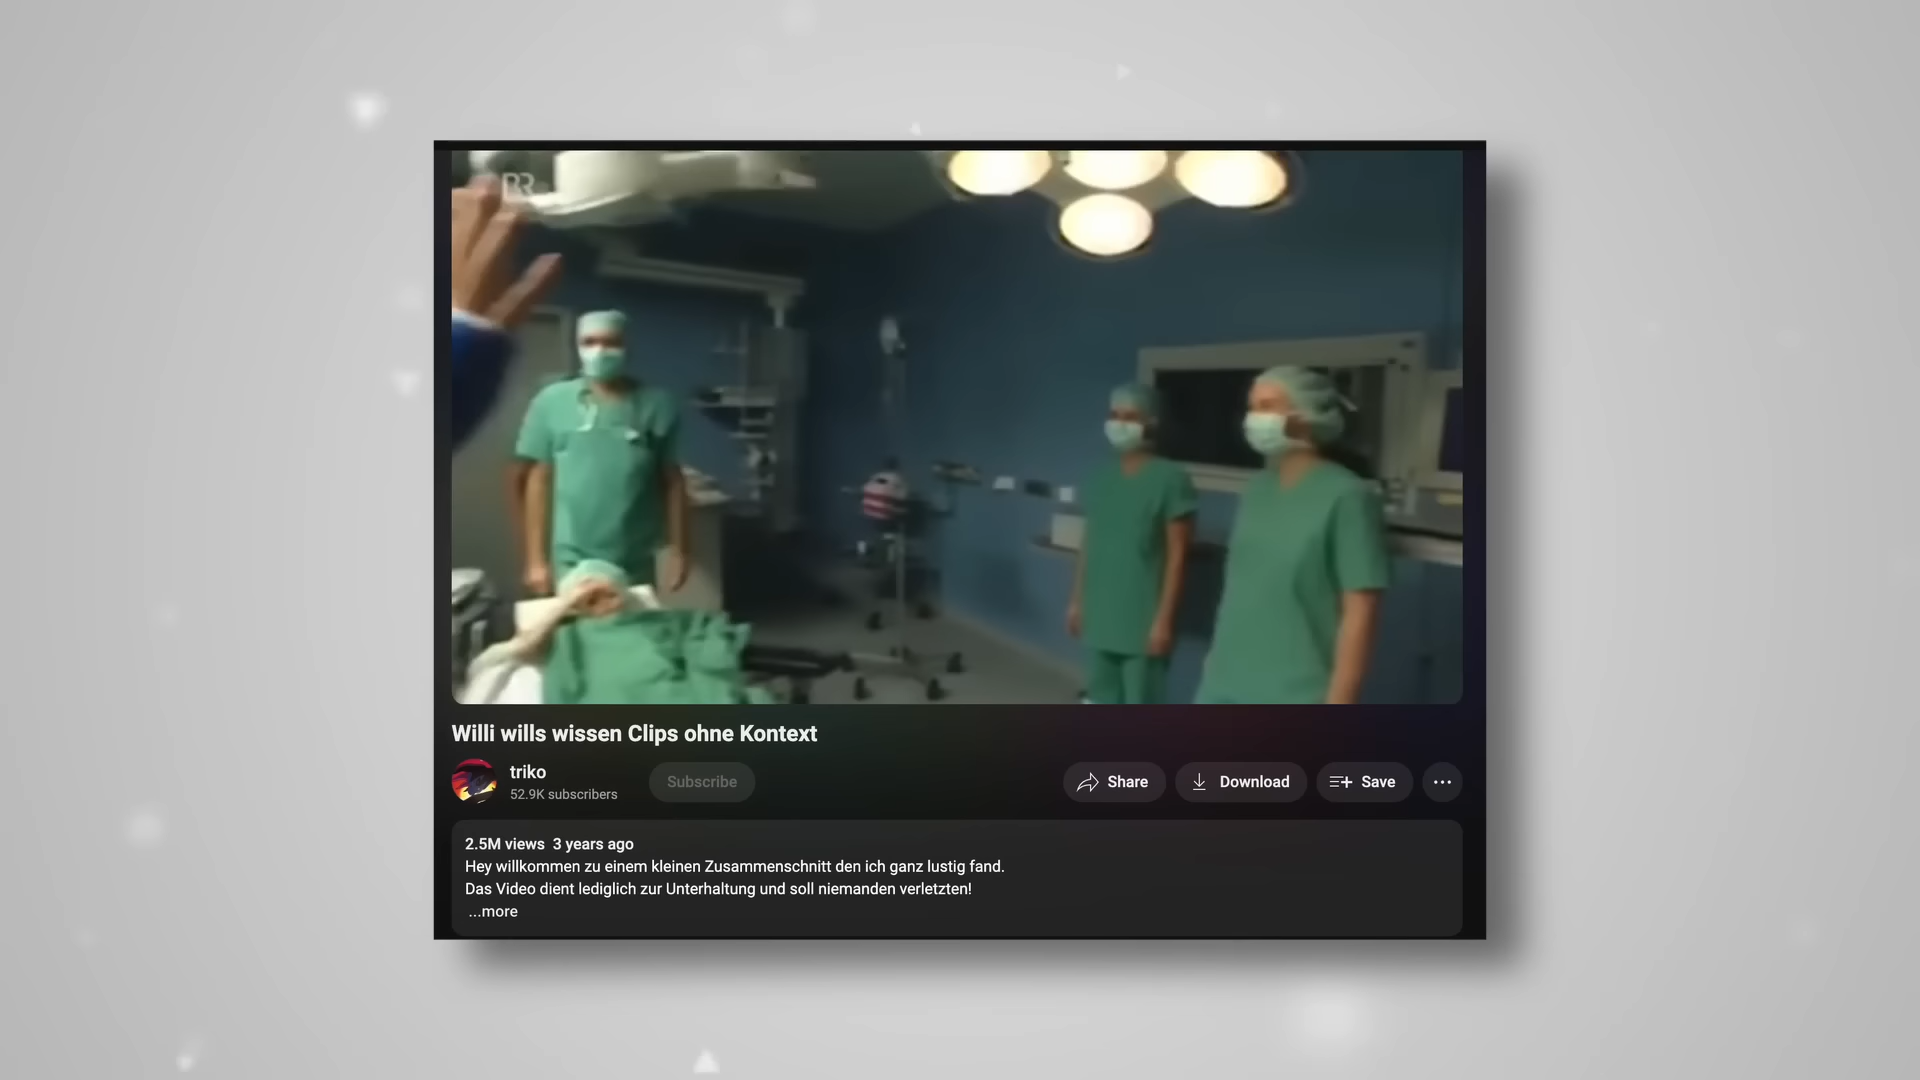 BR
Willi wills wissen Clips ohne Kontext
triko
52.9K subscribers
Subscribe
Share
Download
Save
2.5M views 3 years ago
Hey willkommen zu einem kleinen Zusammenschnitt den ich ganz lustig fand.
Das Video dient lediglich zur Unterhaltung und soll niemanden verletzten!
...more